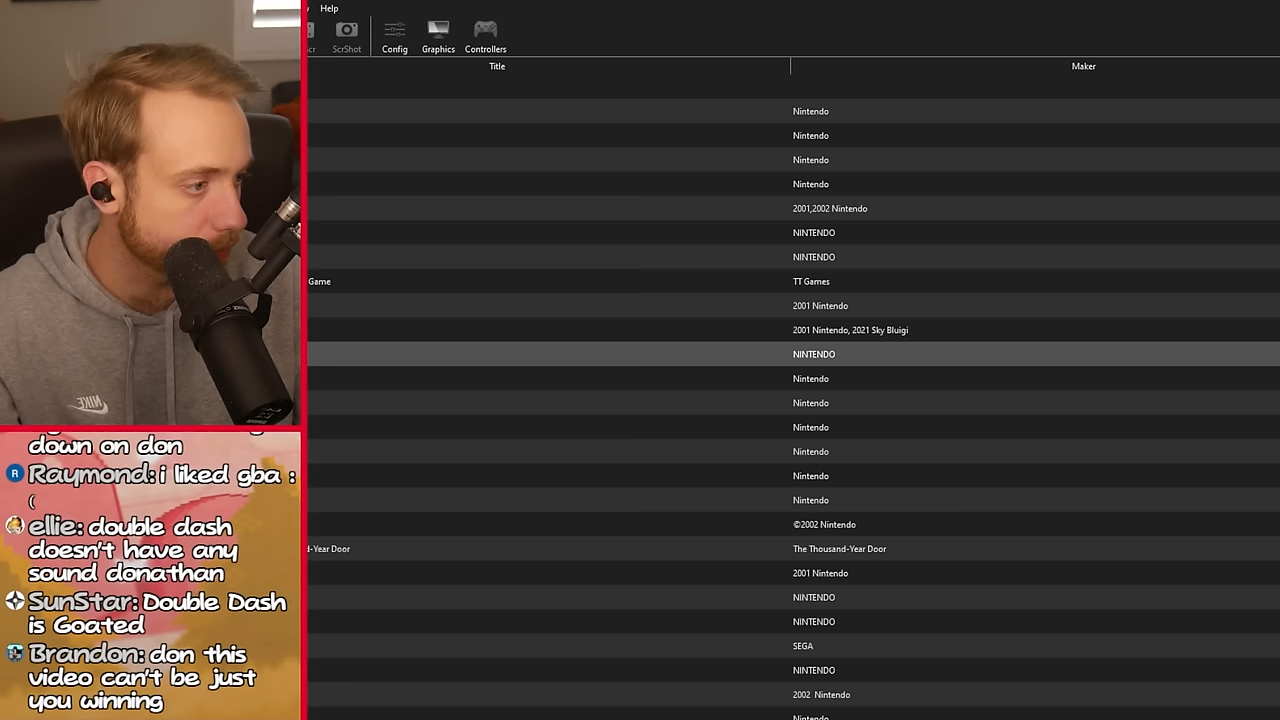 Help
ScrShot
Config
Graphics
Controllers
Title
Maker
Nintendo
Nintendo
Nintendo
Nintendo
2001,2002 Nintendo
NINTENDO
NINTENDO
Game
TT Games
2001 Nintendo
2001 Nintendo, 2021 Sky Bluigi
NINTENDO
Nintendo
Nintendo
Nintendo
Nintendo
Nintendo
Nintendo
©2002 Nintendo
d-Year Door
The Thousand-Year Door
2001 Nintendo
NINTENDO
NINTENDO
SEGA
NINTENDO
2002 Nintendo
Nintendo
NIKE
down on don
R
Raymond: i liked gba :
(
ellie: double dash
doesn't have any
sound donathan
SunStar: Double Dash
is Goated
Brandon: don this
video can't be just
you winning